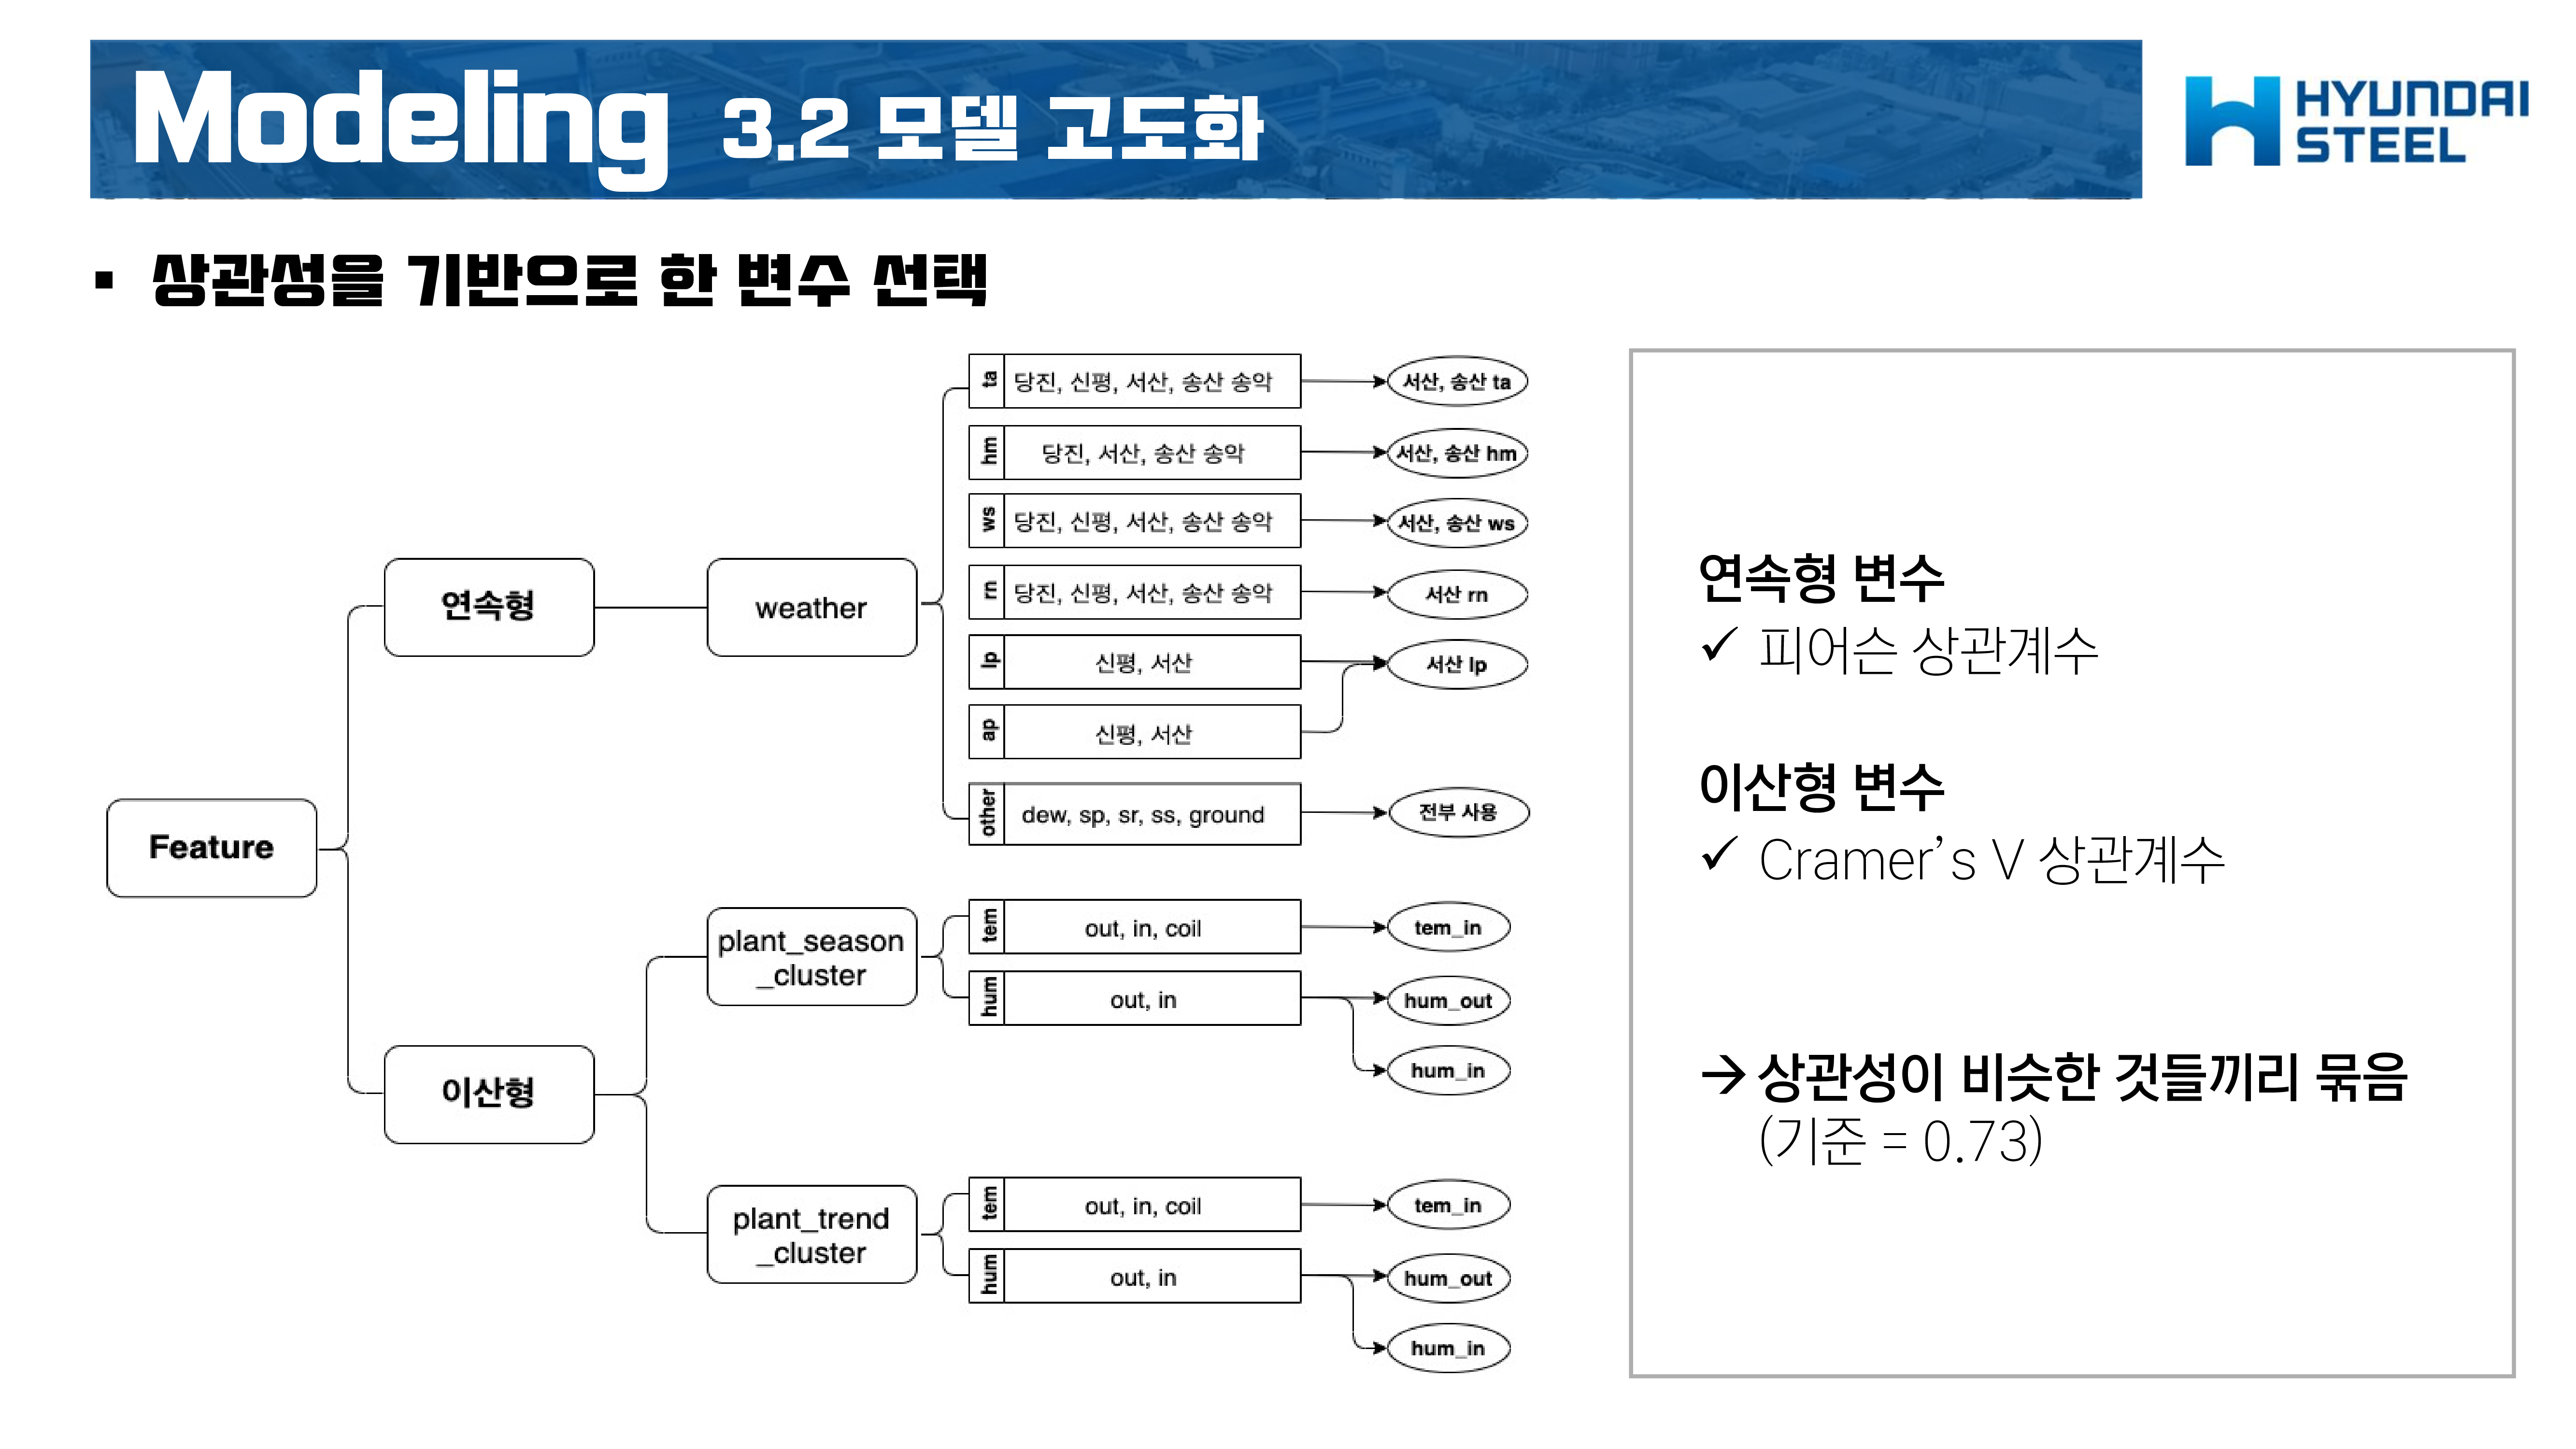 Modeling 3.2 모델 고도화
HYUNDAI
STEEL
▪ 상관성을 기반으로 한 변수 선택
ta 당진, 신평, 서산, 송산 송악 서산, 송산 ta
hm 당진, 서산, 송산 송악 서산, 송산 hm
ws 당진, 신평, 서산, 송산 송악 서산, 송산 ws
rn 당진, 신평, 서산, 송산 송악 서산 rn
lp 신평, 서산 서산 lp
ap 신평, 서산
other dew, sp, sr, ss, ground 전부 사용
연속형
weather
Feature
이산형
plant_season
_cluster
tem out, in, coil tem_in
hum out, in hum_out
hum_in
plant_trend
_cluster
tem out, in, coil tem_in
hum out, in hum_out
hum_in
연속형 변수
✓ 피어슨 상관계수
이산형 변수
✓ Cramer’s V 상관계수
→ 상관성이 비슷한 것들끼리 묶음
(기준 = 0.73)